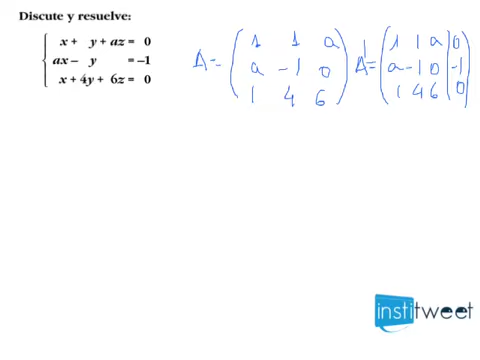 Discute y resuelve:
x + y + az = 0
ax – y = –1
x + 4y + 6z = 0
A = ( 1 1 a
a -1 0
1 4 6 )
A' = ( 1 1 a | 0
a -1 0 | -1
1 4 6 | 0 )
institweet